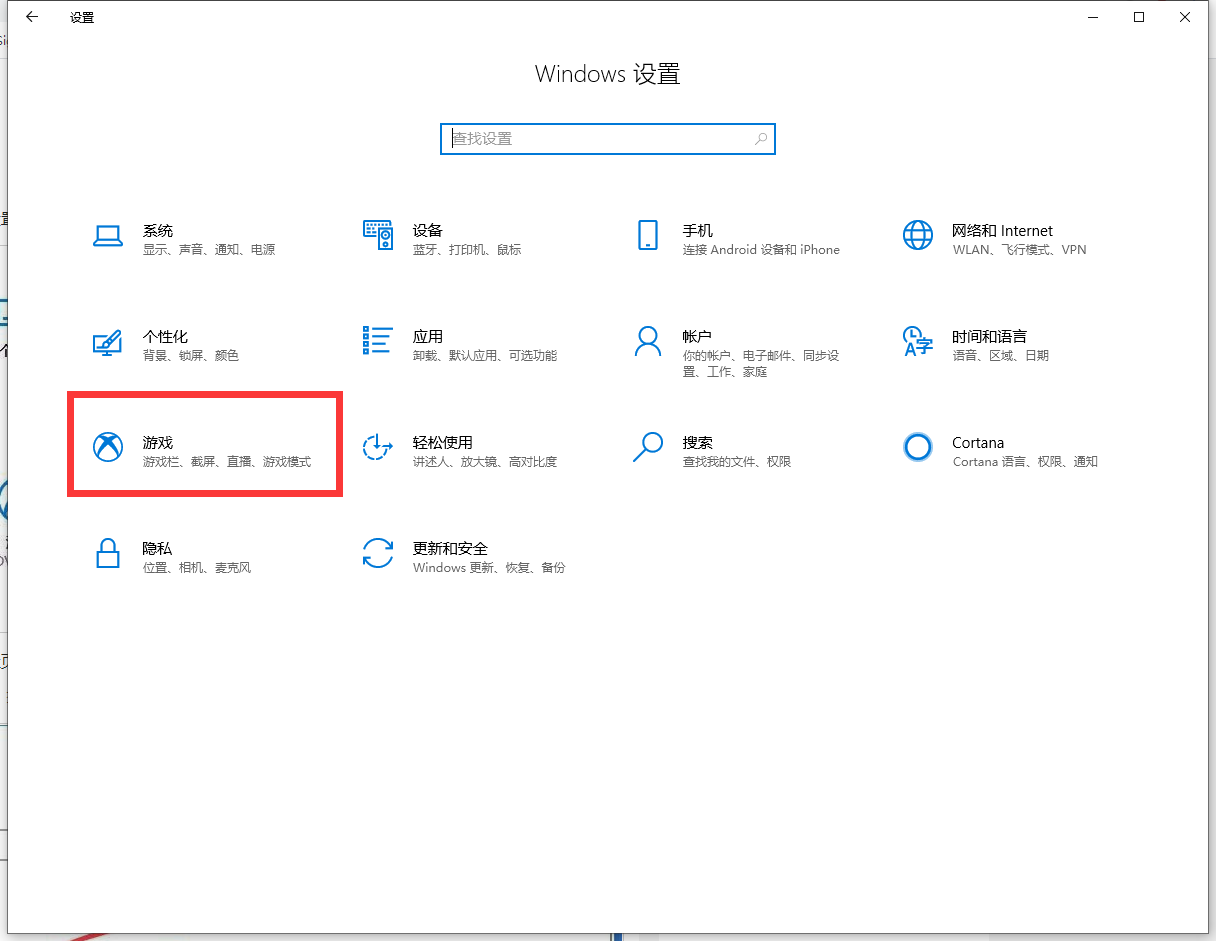 设置
Windows 设置
查找设置
系统
显示、声音、通知、电源
设备
蓝牙、打印机、鼠标
手机
连接 Android 设备和 iPhone
网络和 Internet
WLAN、飞行模式、VPN
个性化
背景、锁屏、颜色
应用
卸载、默认应用、可选功能
帐户
你的帐户、电子邮件、同步设
置、工作、家庭
时间和语言
语音、区域、日期
游戏
游戏栏、截屏、直播、游戏模式
轻松使用
讲述人、放大镜、高对比度
搜索
查找我的文件、权限
Cortana
Cortana 语言、权限、通知
隐私
位置、相机、麦克风
更新和安全
Windows 更新、恢复、备份